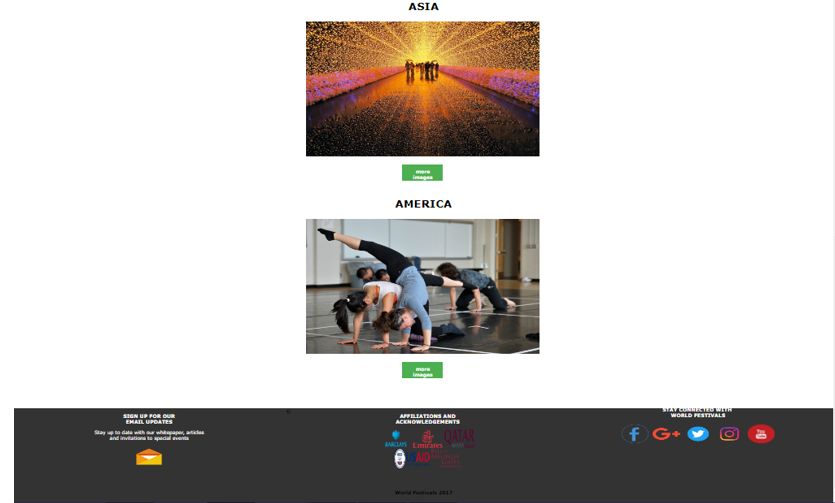 ASIA
more
images
AMERICA
more
images
SIGN UP FOR OUR
EMAIL UPDATES
Stay up to date with our whitepaper, articles
and invitations to special events
AFFILIATIONS AND
ACKNOWLEDGEMENTS
BARCLAYS
Emirates
QATAR
USAID
STAY CONNECTED WITH
WORLD FESTIVALS
G+
You
World Festivals 2017